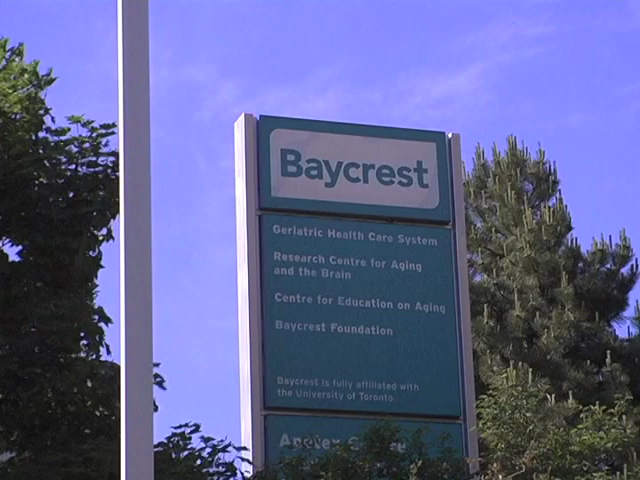 Baycrest
Geriatric Health Care System
Research Centre for Aging
and the Brain
Centre for Education on Aging
Baycrest Foundation
Baycrest is fully affiliated with
the University of Toronto
Apotex